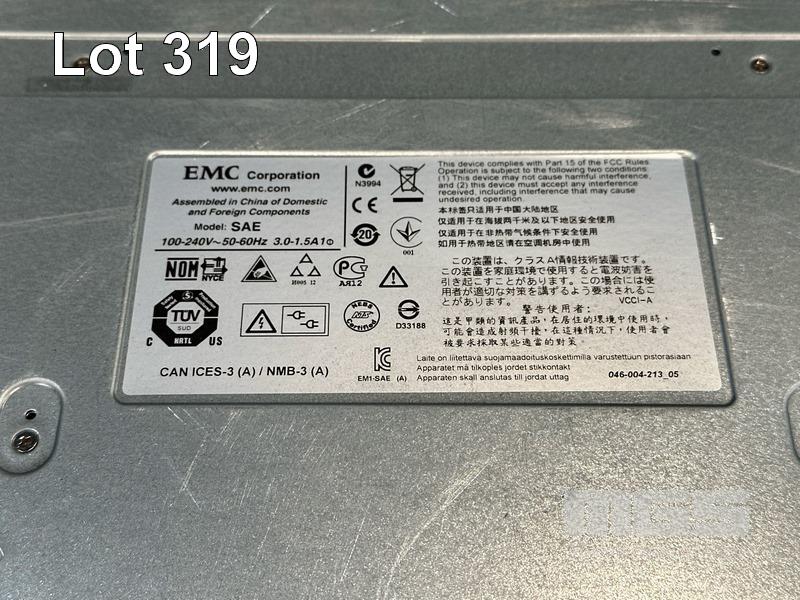 Lot 319
EMC Corporation
www.emc.com
Assembled in China of Domestic
and Foreign Components
Model: SAE
100-240V~50-60Hz 3.0-1.5A1Φ
N3994
This device complies with Part 15 of the FCC Rules.
Operation is subject to the following two conditions:
(1) This device may not cause harmful interference,
and (2) this device must accept any interference
received, including interference that may cause
undesired operation.
本标签只适用于中国大陆地区
仅适用于在海拔两千米及以下地区安全使用
仅适用于在非热带气候条件下安全使用
如用于热带地区请在空调机房中使用
CE
20
001
NOM NYCE
H005 12
PG
АЯ12
この装置は、クラスA情報技術装置です。
この装置を家庭環境で使用すると電波妨害を
引き起こすことがあります。この場合には使
用者が適切な対策を講ずるよう要求されるこ
とがあります。 VCCI-A
TÜV
SUD
NRTL
C US
NEBS
Certified
D33188
警告使用者:
這是甲類的資訊產品,在居住的環境中使用時,
可能會造成射頻干擾,在這種情況下,使用者會
被要求採取某些適當的對策。
CAN ICES-3 (A) / NMB-3 (A)
EM1-SAE (A)
Laite on liitettävä suojamaadoituskoskettimilla varustettuun pistorasiaan
Apparatet må tilkoples jordet stikkontakt
Apparaten skall anslutas till jordat uttag
046-004-213_05
MGS